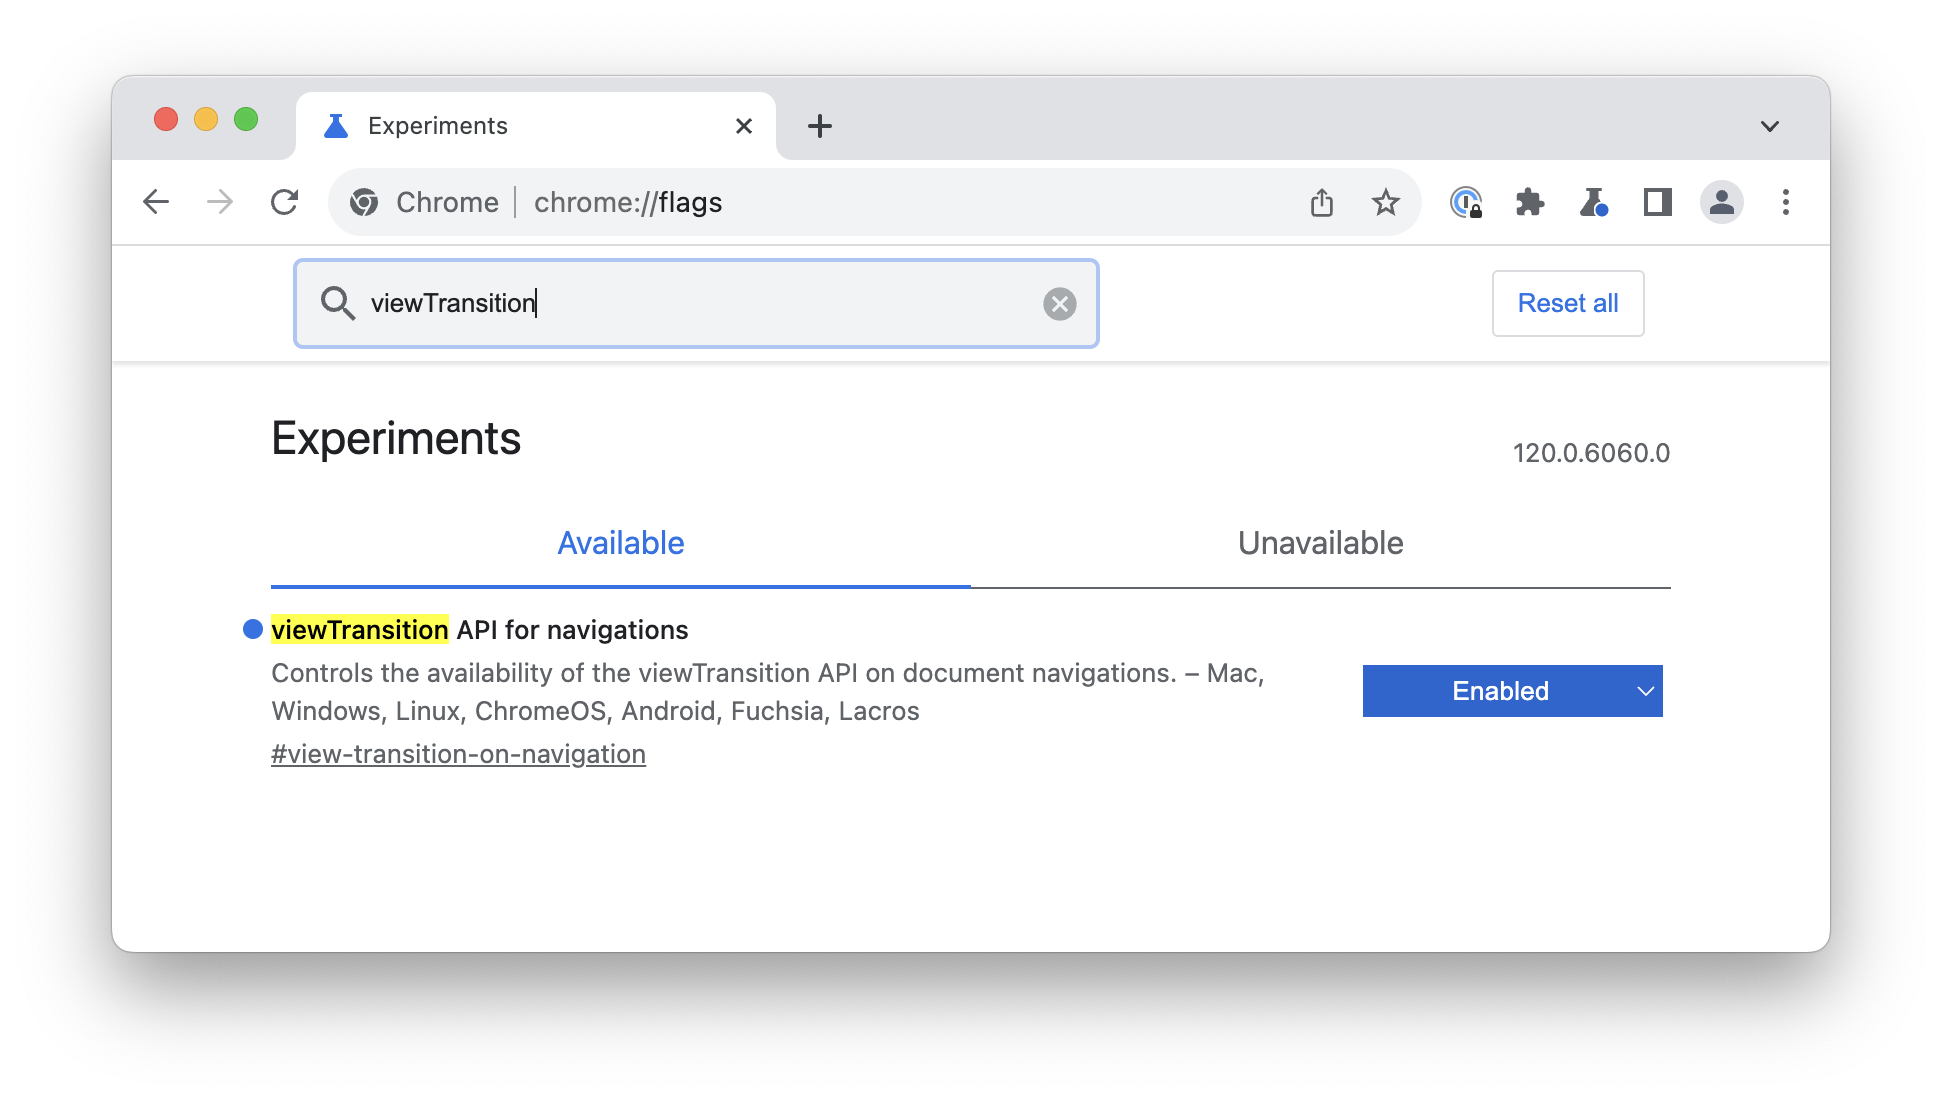 Experiments
Chrome chrome://flags
viewTransition
Reset all
Experiments
120.0.6060.0
Available
Unavailable
viewTransition API for navigations
Controls the availability of the viewTransition API on document navigations. – Mac,
Windows, Linux, ChromeOS, Android, Fuchsia, Lacros
#view-transition-on-navigation
Enabled